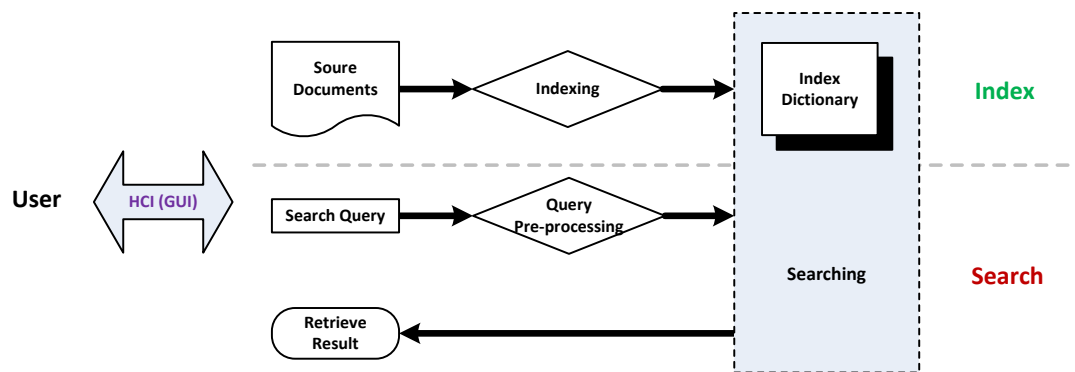 Soure
Documents
Indexing
Index
Dictionary
Index
User
HCI (GUI)
Search Query
Query
Pre-processing
Searching
Search
Retrieve
Result